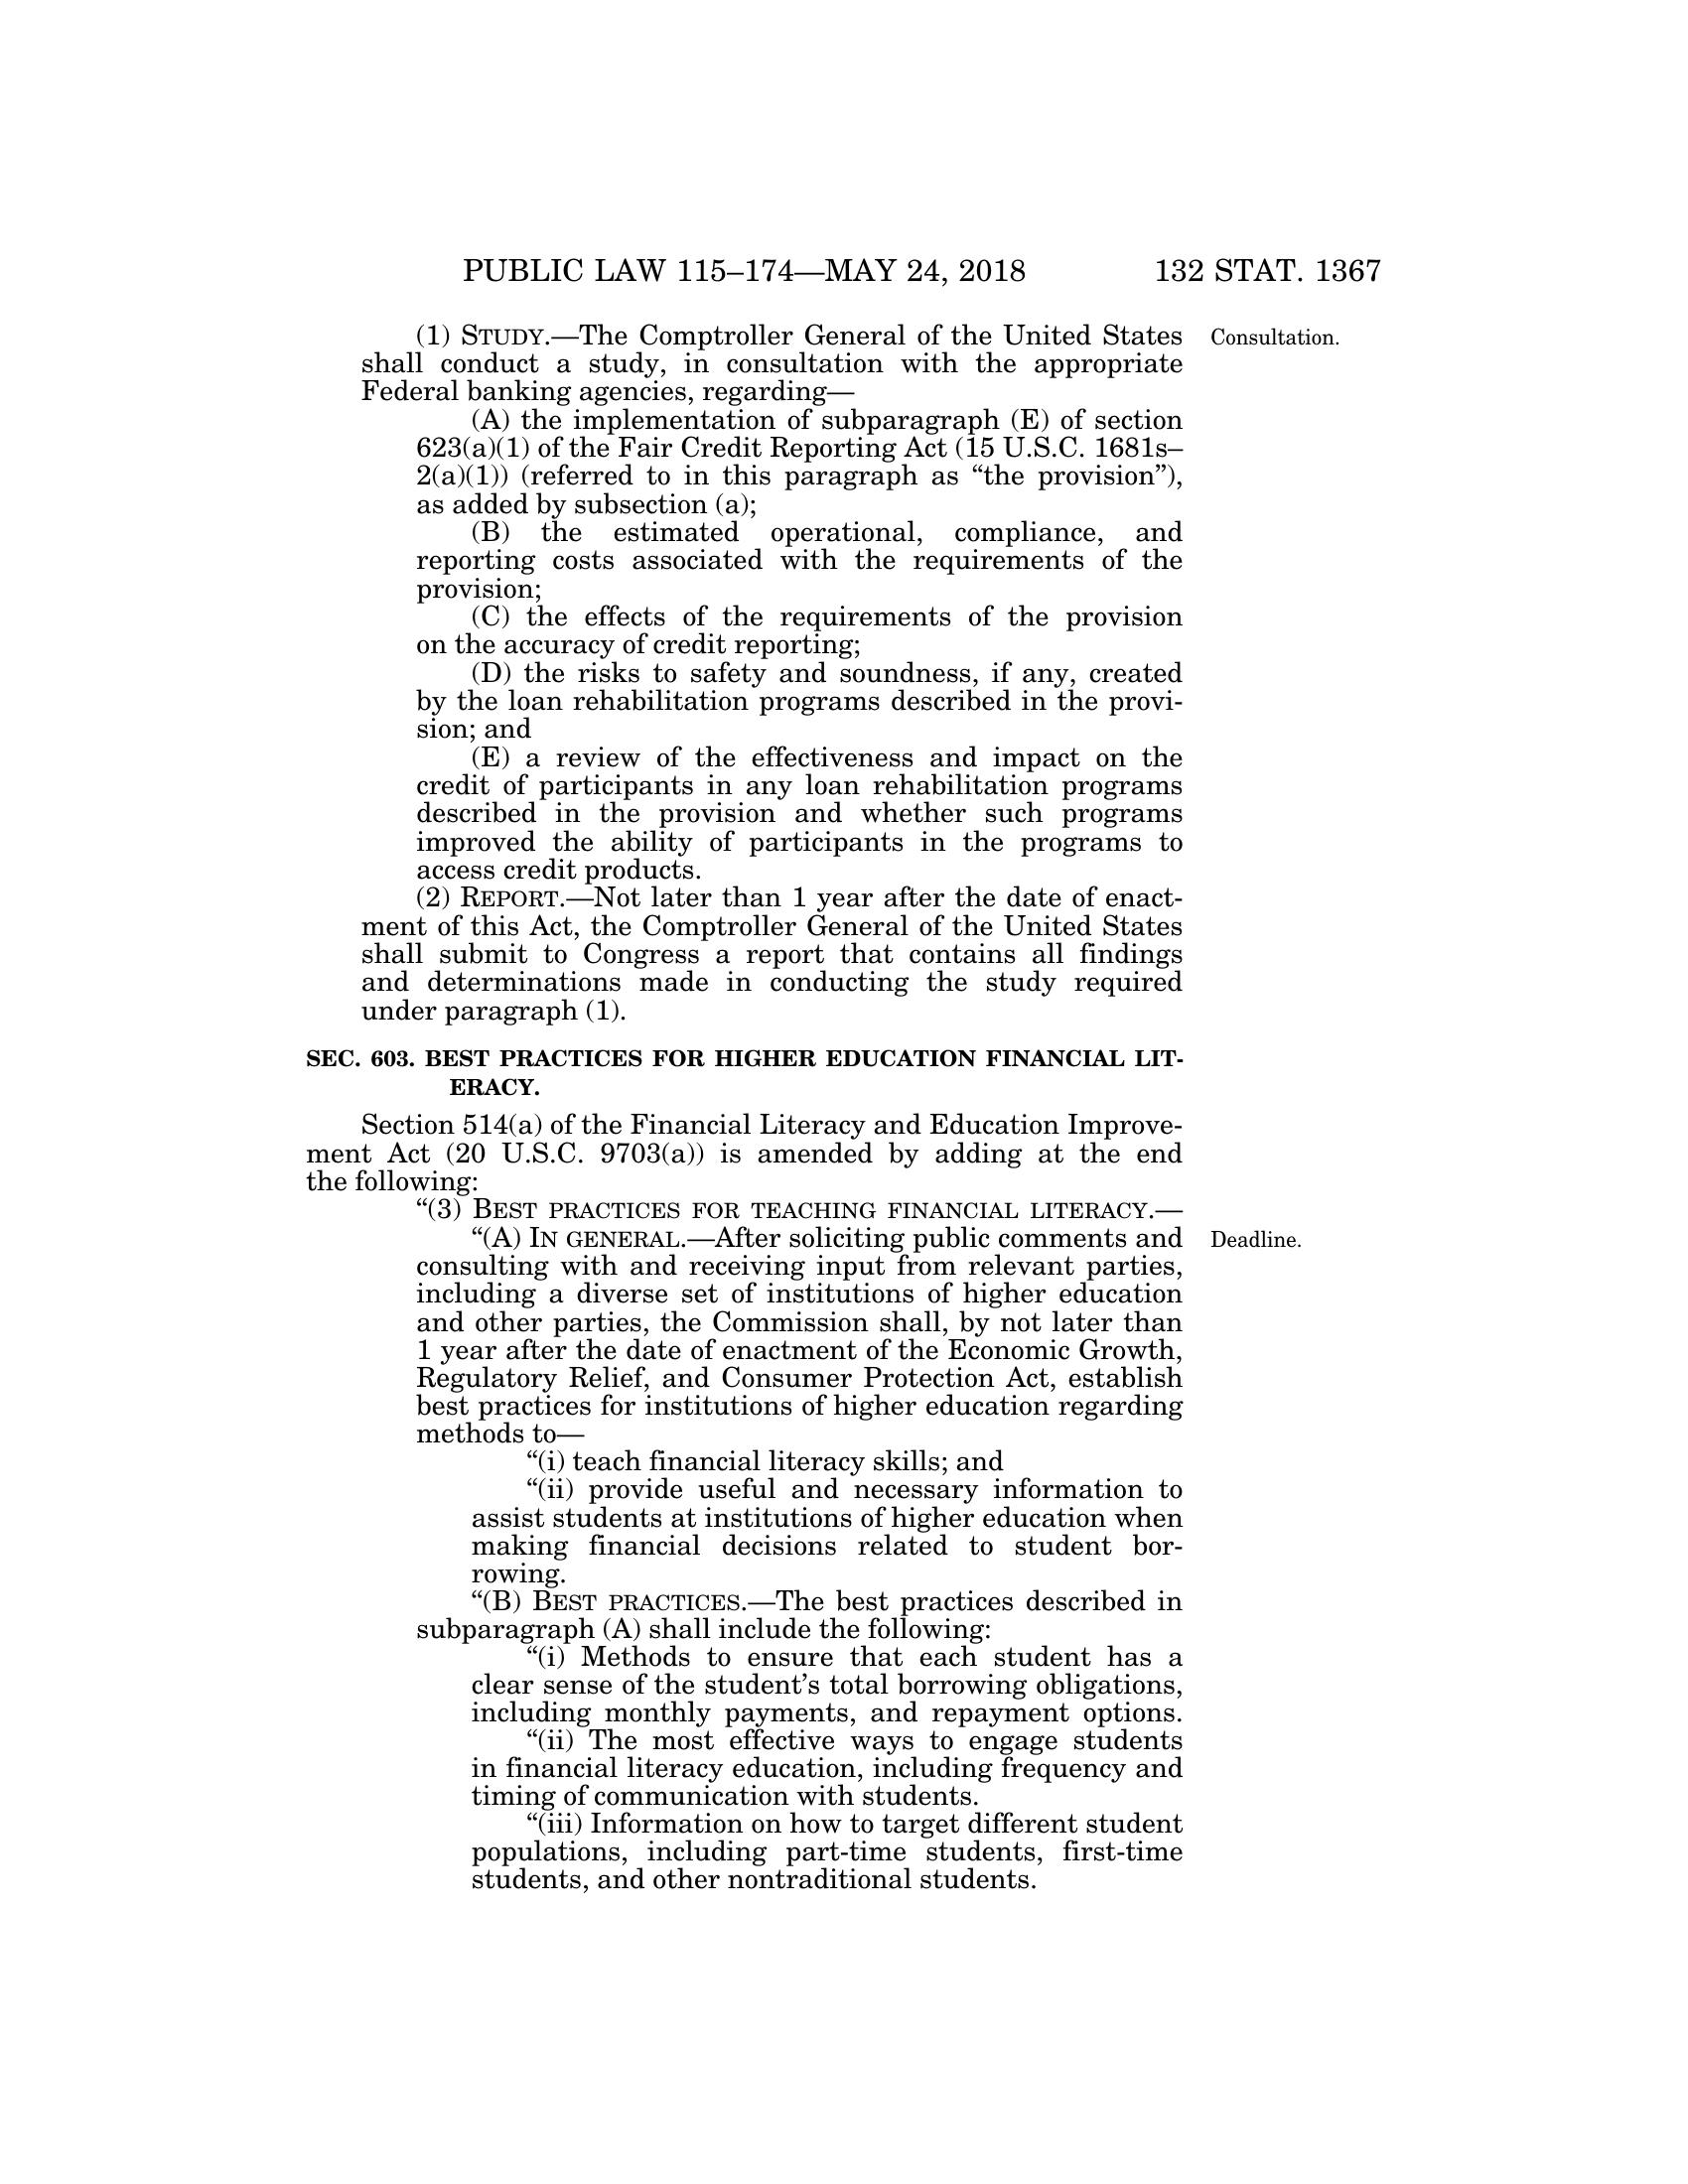 PUBLIC LAW 115–174—MAY 24, 2018 132 STAT. 1367
(1) STUDY.—The Comptroller General of the United States Consultation.
shall conduct a study, in consultation with the appropriate
Federal banking agencies, regarding—
(A) the implementation of subparagraph (E) of section
623(a)(1) of the Fair Credit Reporting Act (15 U.S.C. 1681s–
2(a)(1)) (referred to in this paragraph as “the provision”),
as added by subsection (a);
(B) the estimated operational, compliance, and
reporting costs associated with the requirements of the
provision;
(C) the effects of the requirements of the provision
on the accuracy of credit reporting;
(D) the risks to safety and soundness, if any, created
by the loan rehabilitation programs described in the provi-
sion; and
(E) a review of the effectiveness and impact on the
credit of participants in any loan rehabilitation programs
described in the provision and whether such programs
improved the ability of participants in the programs to
access credit products.
(2) REPORT.—Not later than 1 year after the date of enact-
ment of this Act, the Comptroller General of the United States
shall submit to Congress a report that contains all findings
and determinations made in conducting the study required
under paragraph (1).
SEC. 603. BEST PRACTICES FOR HIGHER EDUCATION FINANCIAL LIT-
ERACY.
Section 514(a) of the Financial Literacy and Education Improve-
ment Act (20 U.S.C. 9703(a)) is amended by adding at the end
the following:
“(3) BEST PRACTICES FOR TEACHING FINANCIAL LITERACY.—
“(A) IN GENERAL.—After soliciting public comments and Deadline.
consulting with and receiving input from relevant parties,
including a diverse set of institutions of higher education
and other parties, the Commission shall, by not later than
1 year after the date of enactment of the Economic Growth,
Regulatory Relief, and Consumer Protection Act, establish
best practices for institutions of higher education regarding
methods to—
“(i) teach financial literacy skills; and
“(ii) provide useful and necessary information to
assist students at institutions of higher education when
making financial decisions related to student bor-
rowing.
“(B) BEST PRACTICES.—The best practices described in
subparagraph (A) shall include the following:
“(i) Methods to ensure that each student has a
clear sense of the student’s total borrowing obligations,
including monthly payments, and repayment options.
“(ii) The most effective ways to engage students
in financial literacy education, including frequency and
timing of communication with students.
“(iii) Information on how to target different student
populations, including part-time students, first-time
students, and other nontraditional students.